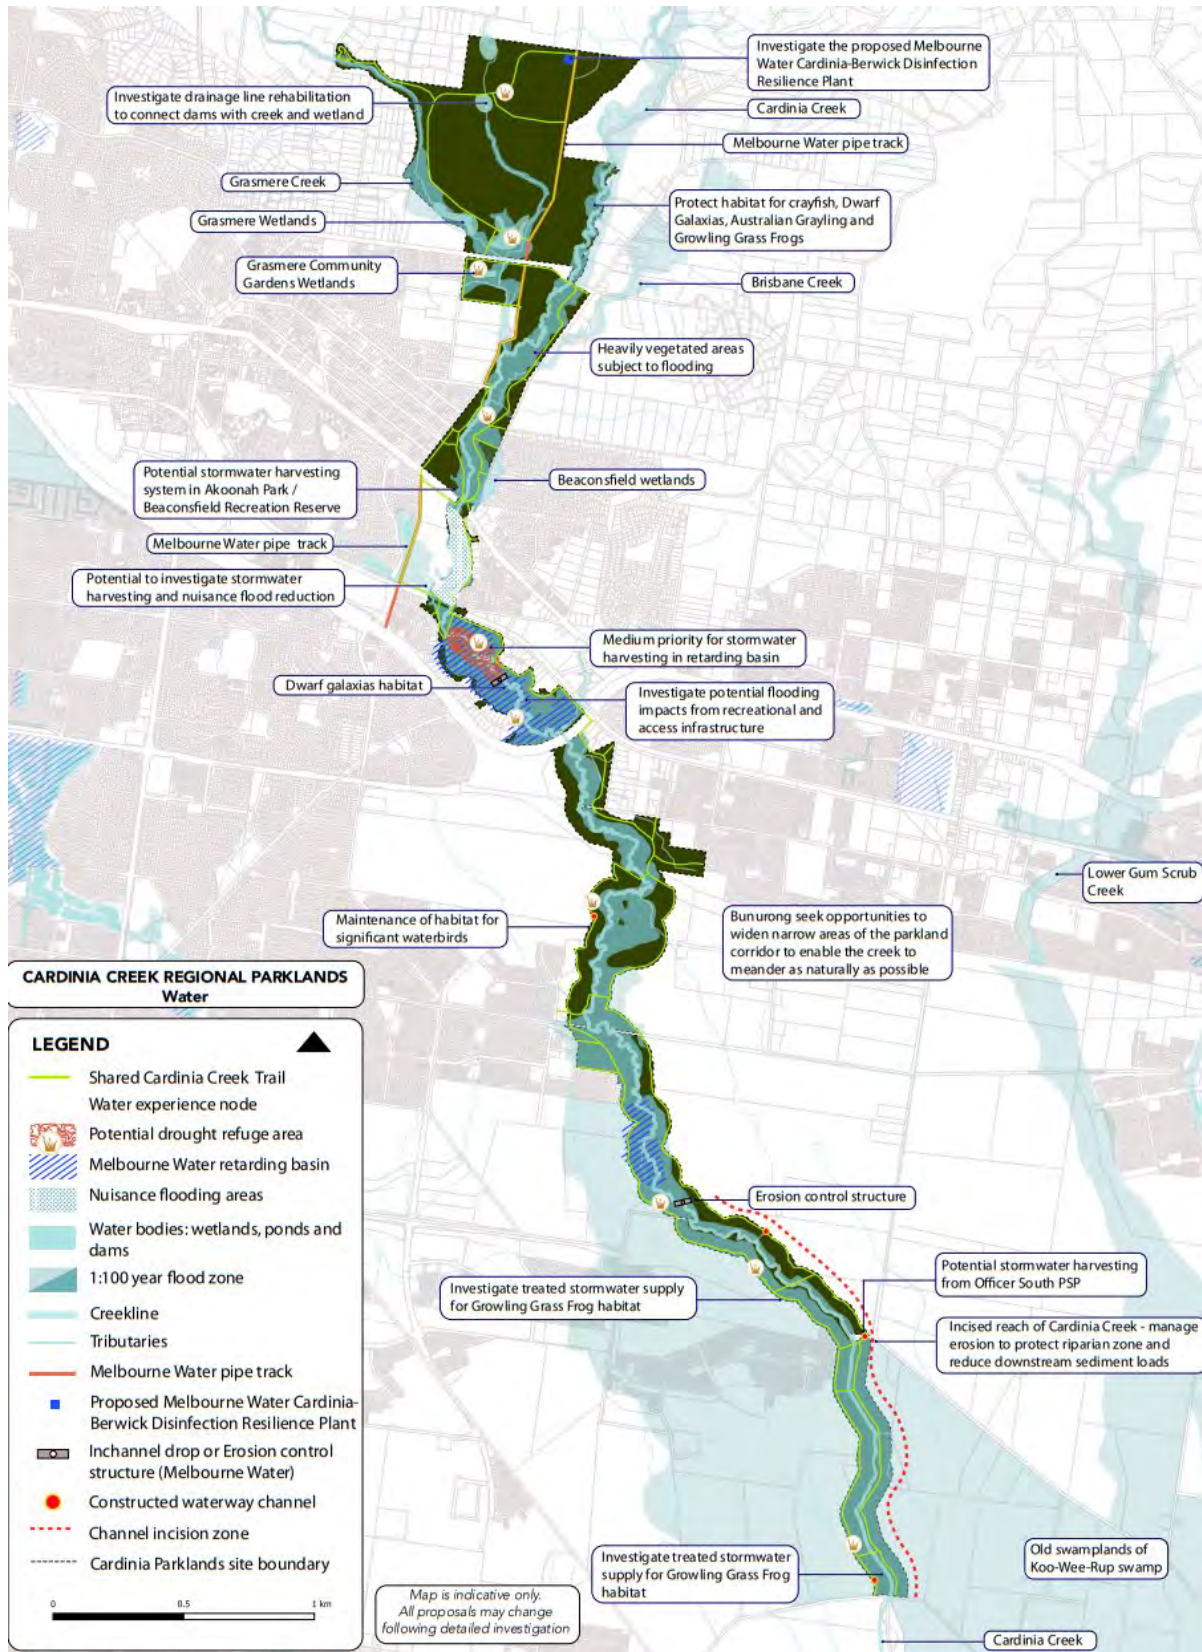 Investigate the proposed Melbourne
Water Cardinia-Berwick Disinfection
Resilience Plant
Investigate drainage line rehabilitation
to connect dams with creek and wetland
Cardinia Creek
Melbourne Water pipe track
Grasmere Creek
Protect habitat for crayfish, Dwarf
Galaxias, Australian Grayling and
Growling Grass Frogs
Grasmere Wetlands
Grasmere Community
Gardens Wetlands
Brisbane Creek
Heavily vegetated areas
subject to flooding
Potential stormwater harvesting
system in Akoonah Park /
Beaconsfield Recreation Reserve
Beaconsfield wetlands
Melbourne Water pipe track
Potential to investigate stormwater
harvesting and nuisance flood reduction
Medium priority for stormwater
harvesting in retarding basin
Dwarf galaxias habitat
Investigate potential flooding
impacts from recreational and
access infrastructure
Lower Gum Scrub
Creek
Maintenance of habitat for
significant waterbirds
Bunurong seek opportunities to
widen narrow areas of the parkland
corridor to enable the creek to
meander as naturally as possible
CARDINIA CREEK REGIONAL PARKLANDS
Water
LEGEND
Shared Cardinia Creek Trail
Water experience node
Potential drought refuge area
Melbourne Water retarding basin
Nuisance flooding areas
Water bodies: wetlands, ponds and
dams
1:100 year flood zone
Creekline
Tributaries
Melbourne Water pipe track
Proposed Melbourne Water Cardinia-
Berwick Disinfection Resilience Plant
Inchannel drop or Erosion control
structure (Melbourne Water)
Constructed waterway channel
Channel incision zone
Cardinia Parklands site boundary
0 0.5 1 km
Erosion control structure
Investigate treated stormwater supply
for Growling Grass Frog habitat
Potential stormwater harvesting
from Officer South PSP
Incised reach of Cardinia Creek - manage
erosion to protect riparian zone and
reduce downstream sediment loads
Investigate treated stormwater
supply for Growling Grass Frog
habitat
Old swamplands of
Koo-Wee-Rup swamp
Map is indicative only.
All proposals may change
following detailed investigation
Cardinia Creek